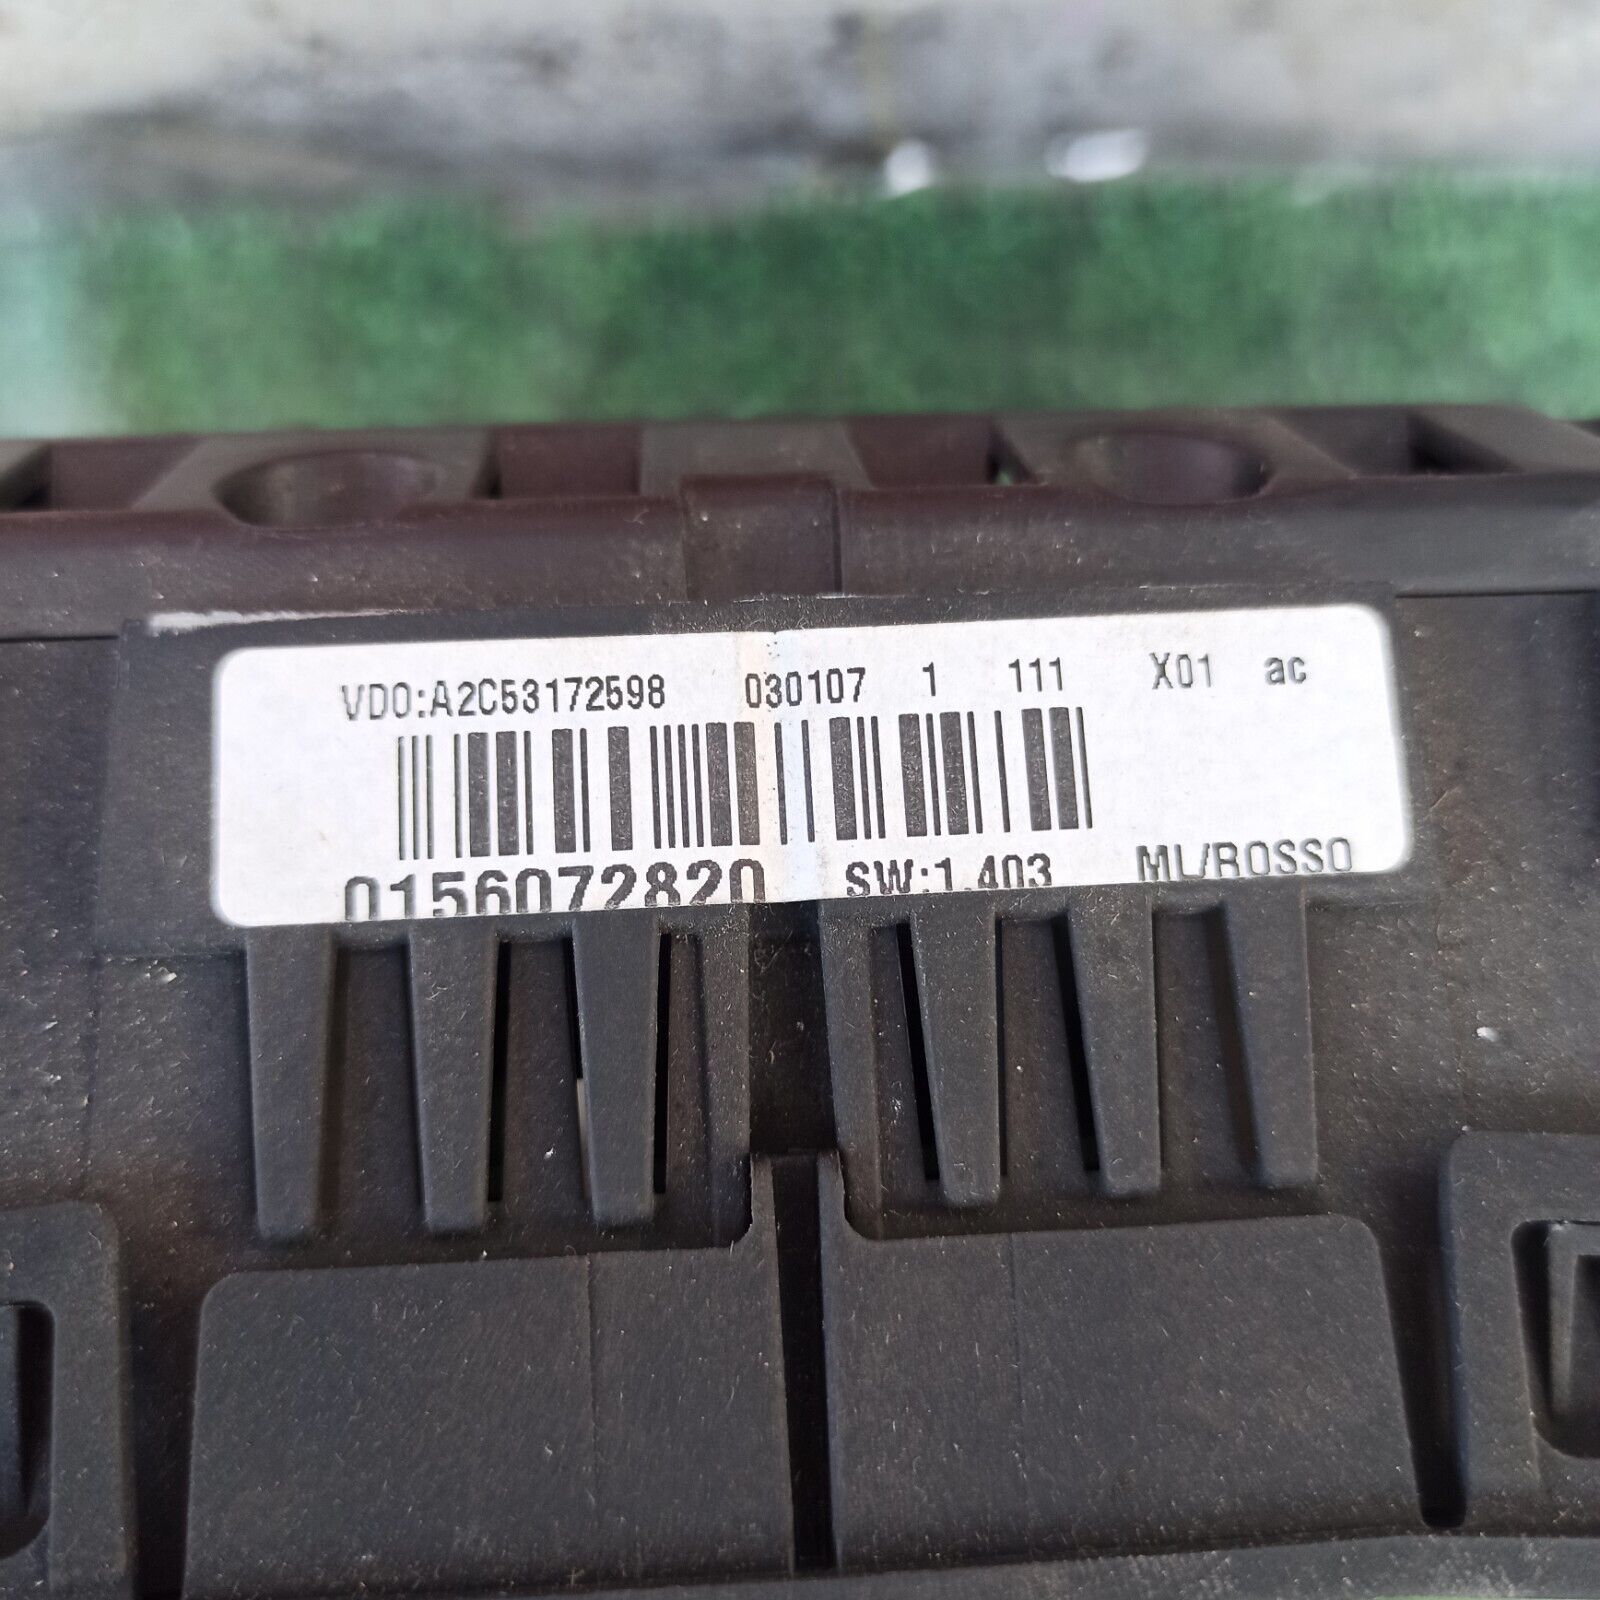 VDO:A2C53172598 030107 1 111 X01 ac
0156072820 SW:1.403 ML/ROSSO